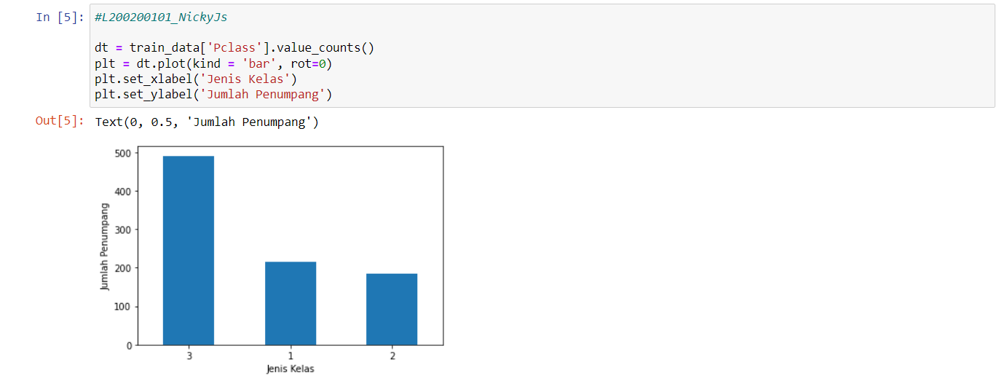 In [5]: #L200200101_NickyJs
dt = train_data['Pclass'].value_counts()
plt = dt.plot(kind = 'bar', rot=0)
plt.set_xlabel('Jenis Kelas')
plt.set_ylabel('Jumlah Penumpang')
Out[5]: Text(0, 0.5, 'Jumlah Penumpang')
500
400
300
200
100
0
Jumlah Penumpang
3 1 2
Jenis Kelas